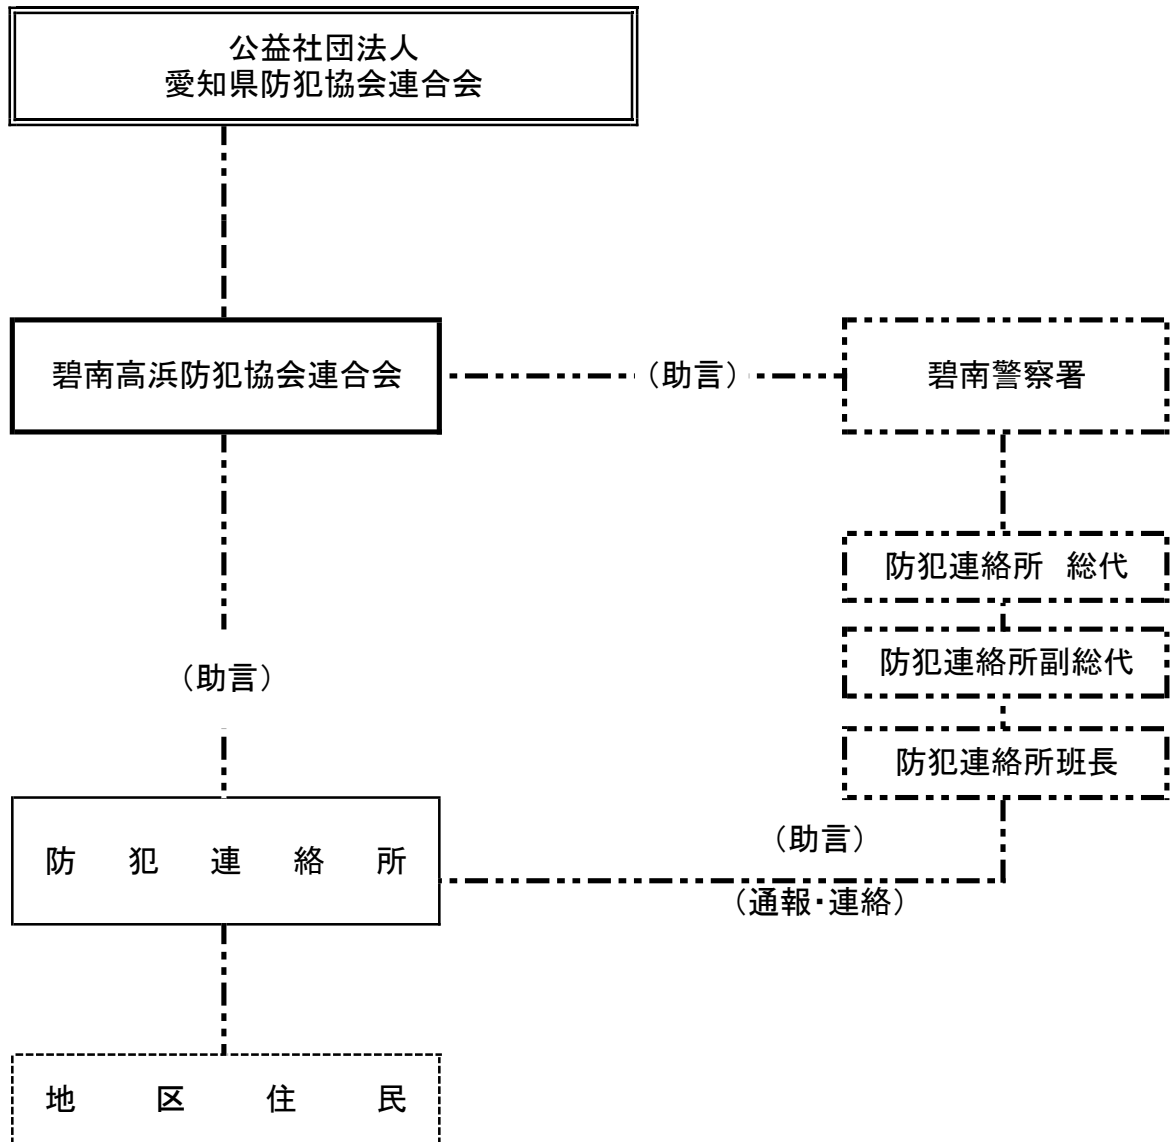 公益社団法人
愛知県防犯協会連合会
碧南高浜防犯協会連合会
（助言）
碧南警察署
防犯連絡所　総代
防犯連絡所副総代
（助言）
防犯連絡所班長
（助言）
防　犯　連　絡　所
（通報・連絡）
地　区　住　民